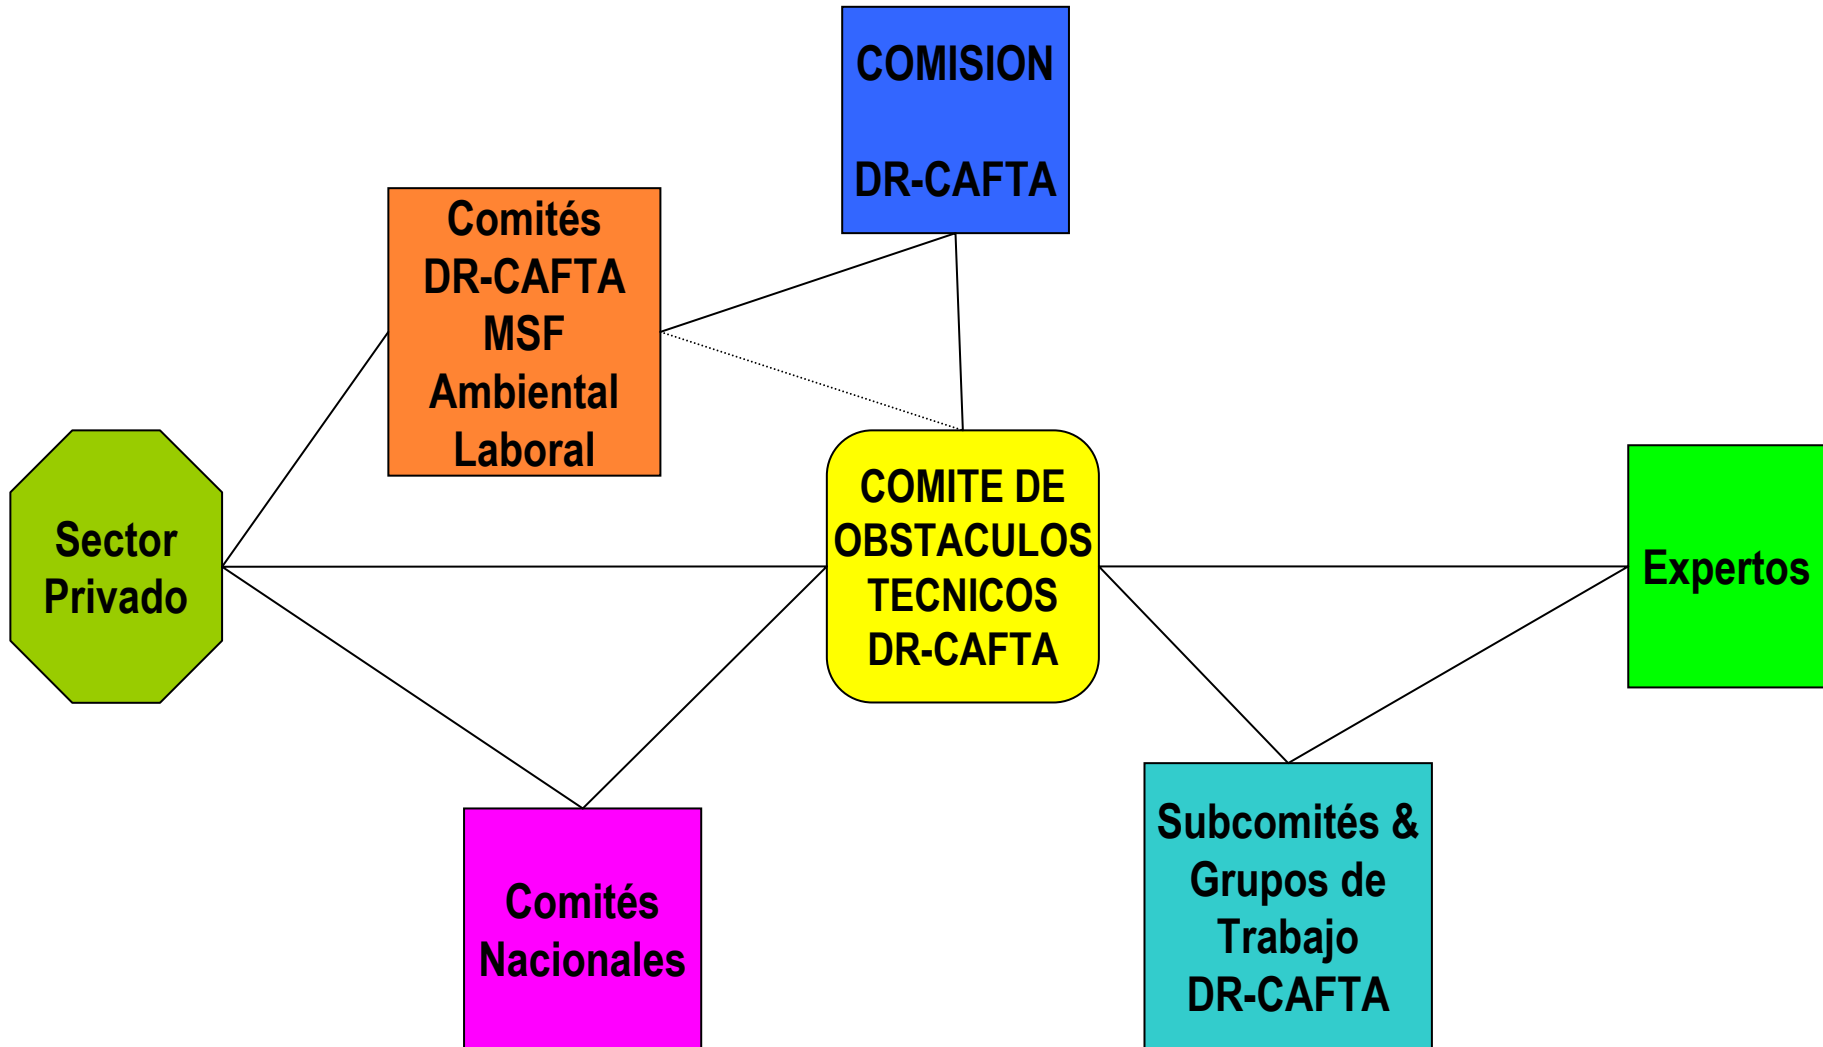 COMISION
DR-CAFTA
Comités
DR-CAFTA
MSF
Ambiental
Laboral
Sector
Privado
COMITE DE
OBSTACULOS
TECNICOS
DR-CAFTA
Expertos
Comités
Nacionales
Subcomités &
Grupos de
Trabajo
DR-CAFTA